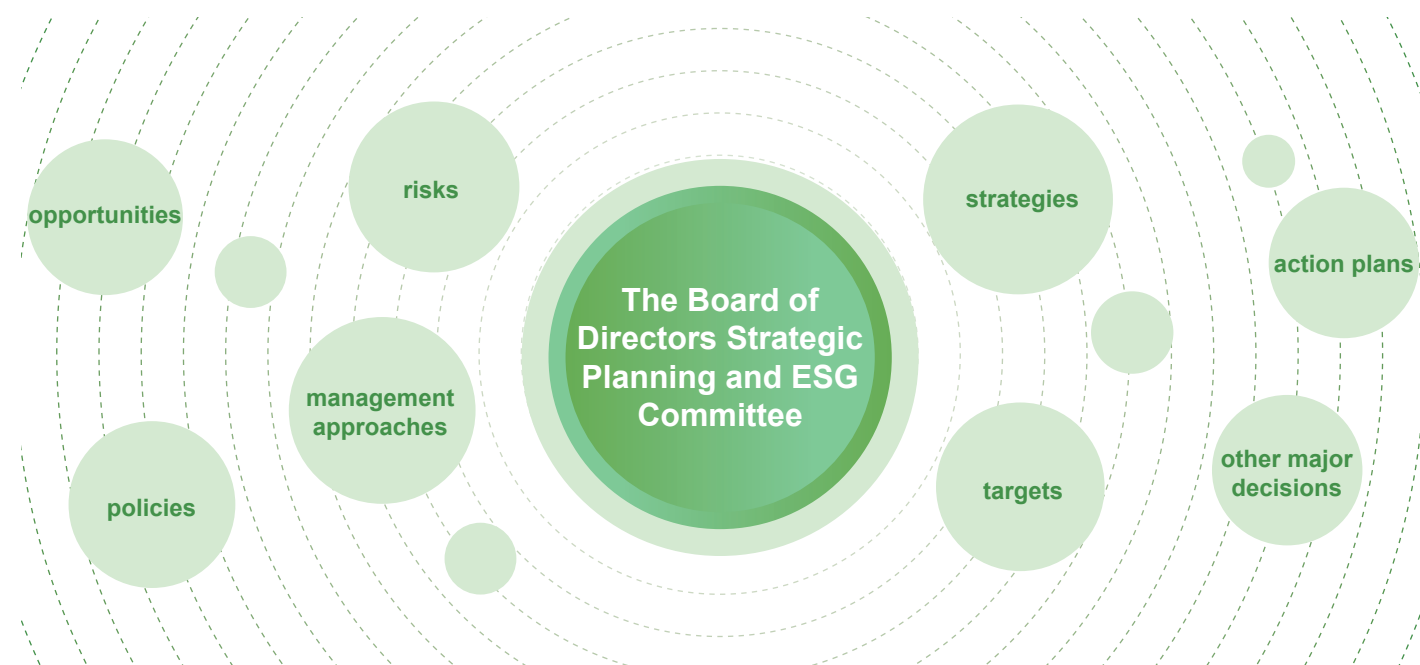 opportunities
risks
management
approaches
policies
The Board of
Directors Strategic
Planning and ESG
Committee
strategies
action plans
targets
other major
decisions